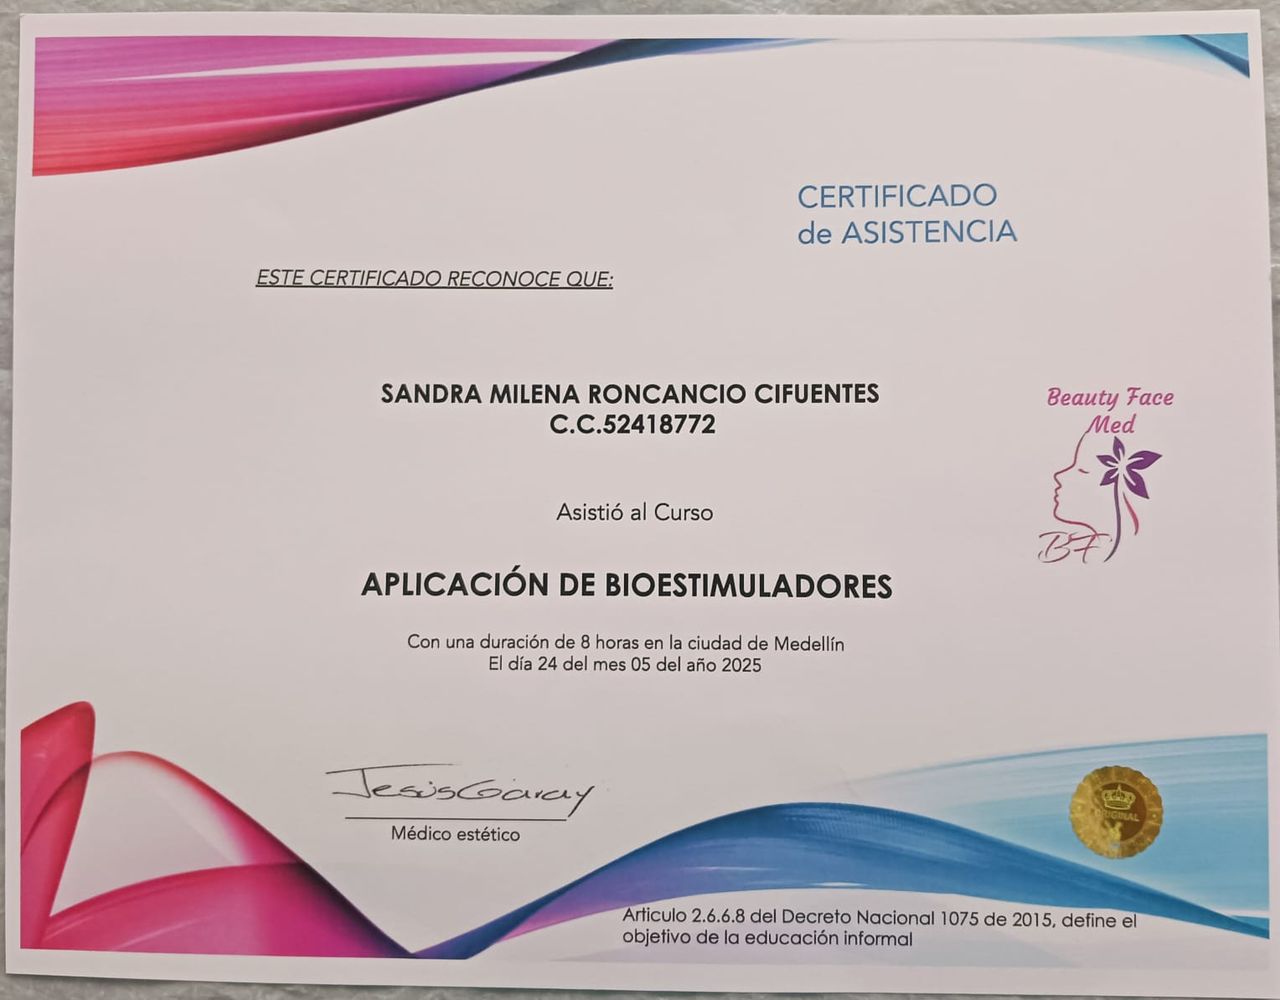 CERTIFICADO
de ASISTENCIA
ESTE CERTIFICADO RECONOCE QUE:
SANDRA MILENA RONCANCIO CIFUENTES
C.C.52418772
Beauty Face
Med
BF
Asistió al Curso
APLICACIÓN DE BIOESTIMULADORES
Con una duración de 8 horas en la ciudad de Medellín
El día 24 del mes 05 del año 2025
Jesús Garay
Médico estético
ORIGINAL
Articulo 2.6.6.8 del Decreto Nacional 1075 de 2015, define el
objetivo de la educación informal